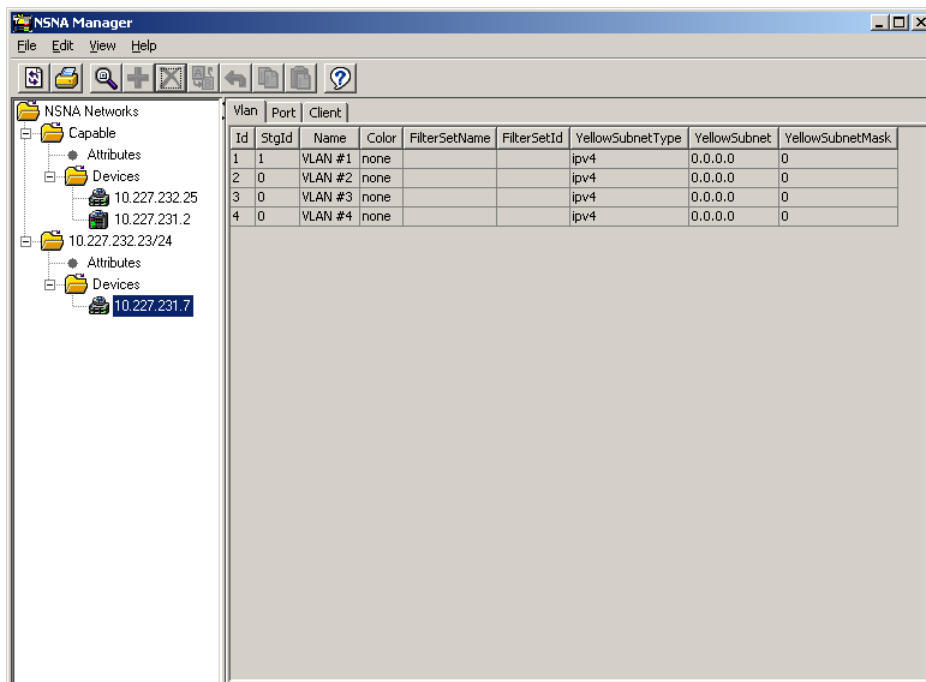 NSNA Manager
File Edit View Help
NSNA Networks
Capable
Attributes
Devices
10.227.232.25
10.227.231.2
10.227.232.23/24
Attributes
Devices
10.227.231.7
Vlan Port Client
Id StgId Name Color FilterSetName FilterSetId YellowSubnetType YellowSubnet YellowSubnetMask
1 1 VLAN #1 none ipv4 0.0.0.0 0
2 0 VLAN #2 none ipv4 0.0.0.0 0
3 0 VLAN #3 none ipv4 0.0.0.0 0
4 0 VLAN #4 none ipv4 0.0.0.0 0